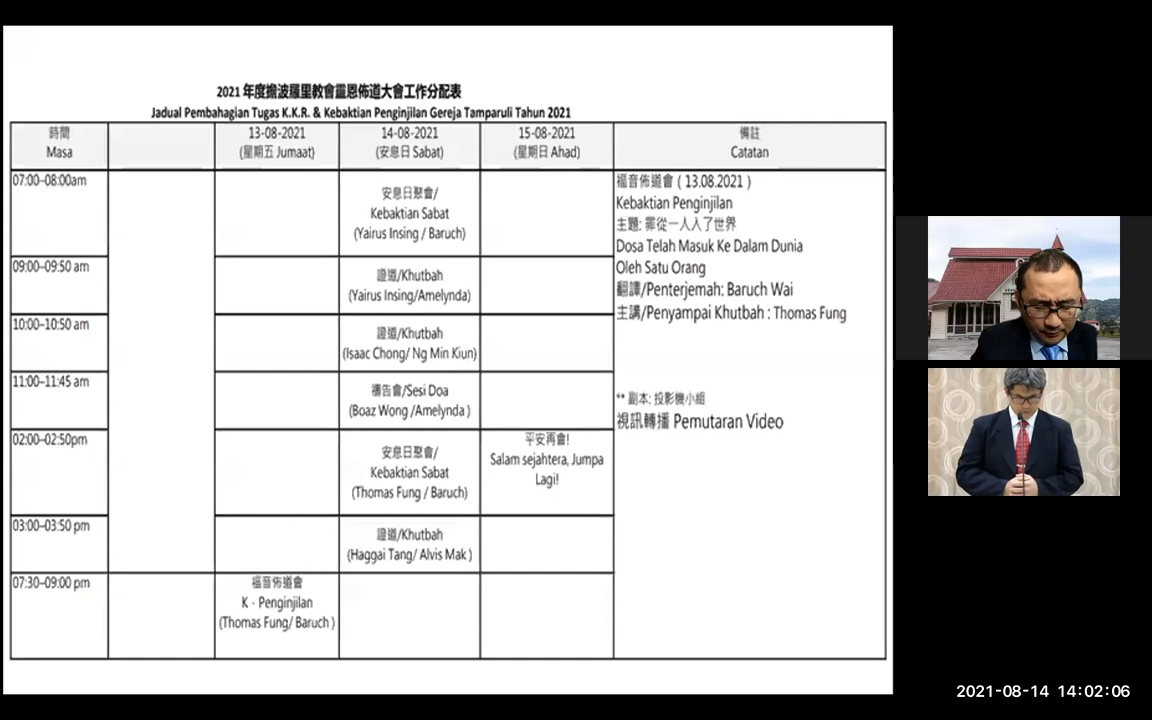 2021 年度擔波羅里教會靈恩佈道大會工作分配表
Jadual Pembahagian Tugas K.K.R. & Kebaktian Penginjilan Gereja Tamparuli Tahun 2021
時間
Masa
13-08-2021
(星期五 Jumaat)
14-08-2021
(安息日 Sabat)
15-08-2021
(星期日 Ahad)
備註
Catatan
07:00–08:00am
安息日聚會/
Kebaktian Sabat
(Yairus Insing / Baruch)
09:00–09:50 am
證道/Khutbah
(Yairus Insing/Amelynda)
10:00–10:50 am
證道/Khutbah
(Isaac Chong/ Ng Min Kiun)
11:00–11:45 am
禱告會/Sesi Doa
(Boaz Wong /Amelynda )
02:00–02:50pm
安息日聚會/
Kebaktian Sabat
(Thomas Fung / Baruch)
平安再會!
Salam sejahtera, Jumpa
Lagi!
03:00–03:50 pm
證道/Khutbah
(Haggai Tang/ Alvis Mak )
07:30–09:00 pm
福音佈道會
K - Penginjilan
(Thomas Fung/ Baruch )
福音佈道會 ( 13.08.2021 )
Kebaktian Penginjilan
主題: 罪從一人入了世界
Dosa Telah Masuk Ke Dalam Dunia
Oleh Satu Orang
翻譯/Penterjemah: Baruch Wai
主講/Penyampai Khutbah : Thomas Fung
** 副本: 投影機小組
視訊轉播 Pemutaran Video
2021-08-14 14:02:06